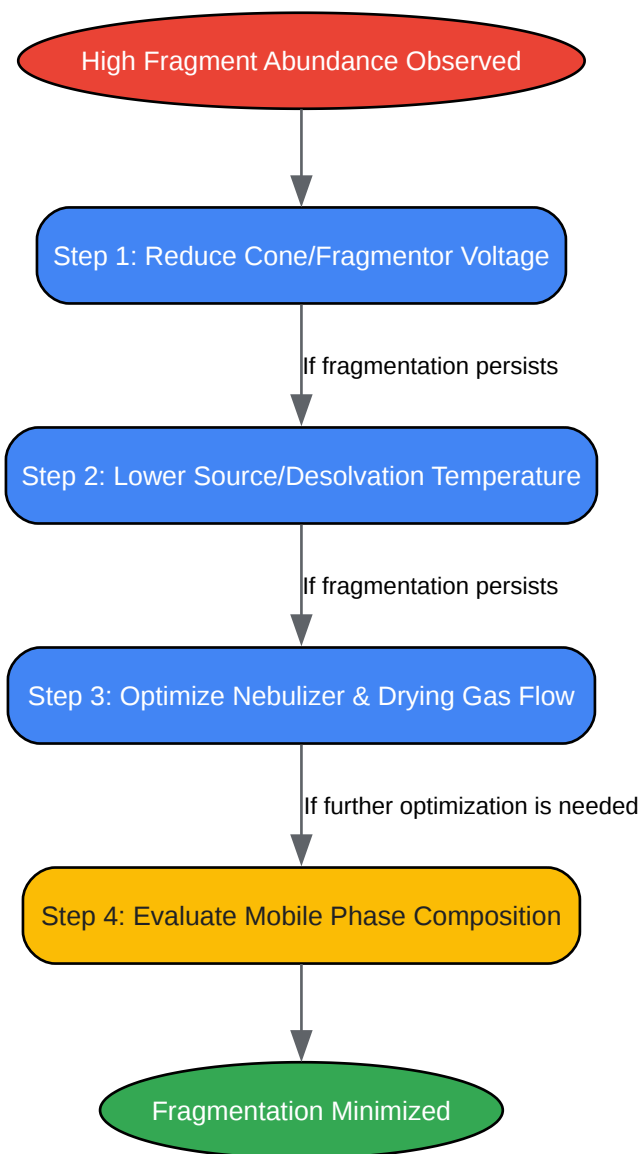 High Fragment Abundance Observed
Step 1: Reduce Cone/Fragmentor Voltage
If fragmentation persists
Step 2: Lower Source/Desolvation Temperature
If fragmentation persists
Step 3: Optimize Nebulizer & Drying Gas Flow
If further optimization is needed
Step 4: Evaluate Mobile Phase Composition
Fragmentation Minimized